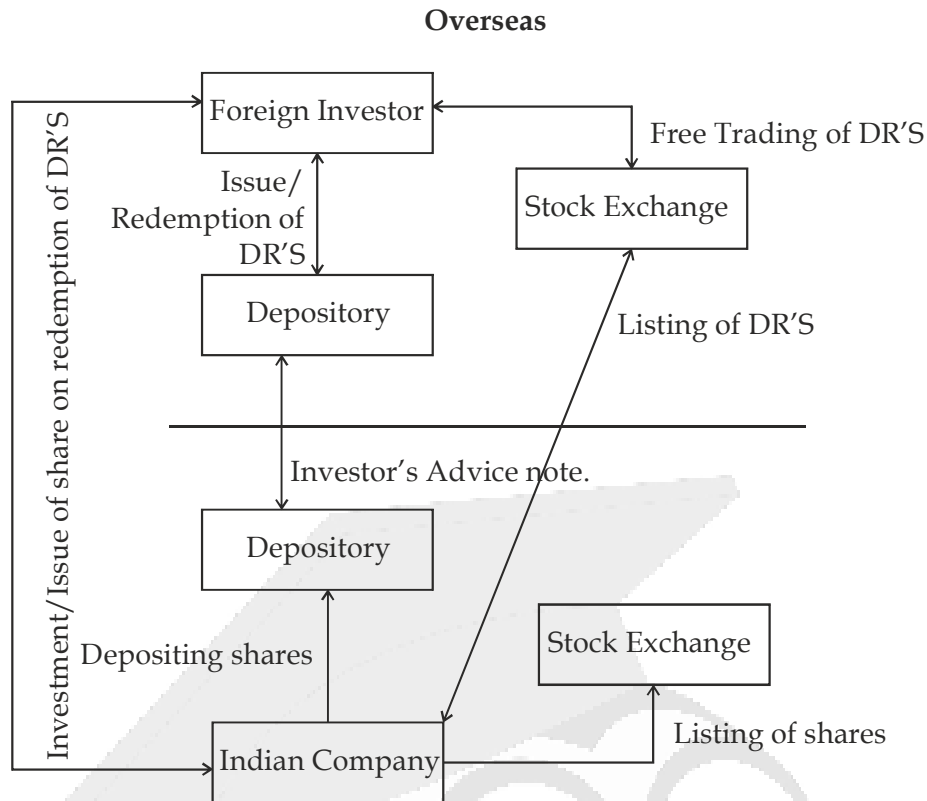 Overseas
Foreign Investor
Free Trading of DR'S
Issue/
Redemption of
DR'S
Stock Exchange
Depository
Listing of DR'S
Investment/Issue of share on redemption of DR'S
Investor's Advice note.
Depository
Stock Exchange
Depositing shares
Listing of shares
Indian Company